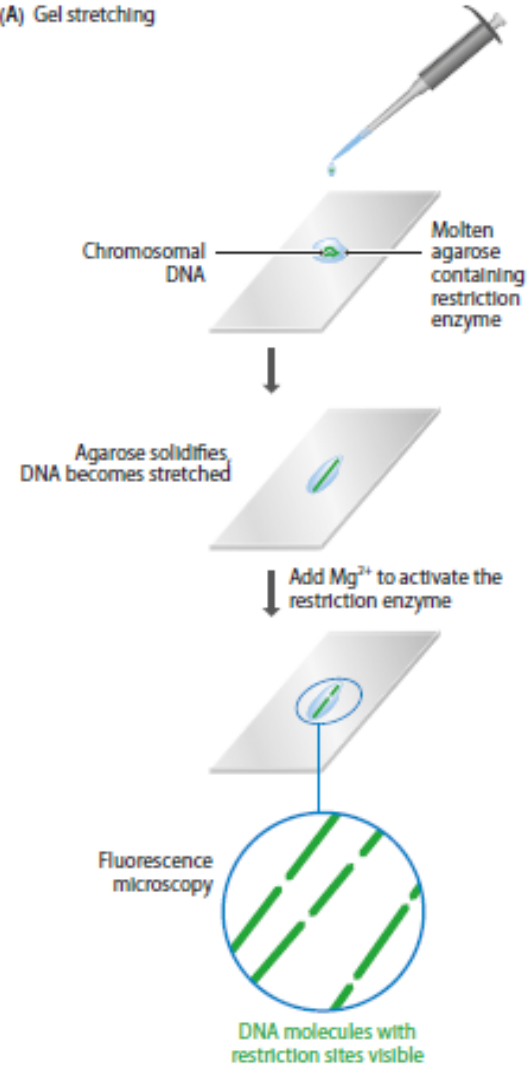 (A) Gel stretching
Chromosomal
DNA
Molten
agarose
containing
restriction
enzyme
Agarose solidifies,
DNA becomes stretched
Add Mg²⁺ to activate the
restriction enzyme
Fluorescence
microscopy
DNA molecules with
restriction sites visible